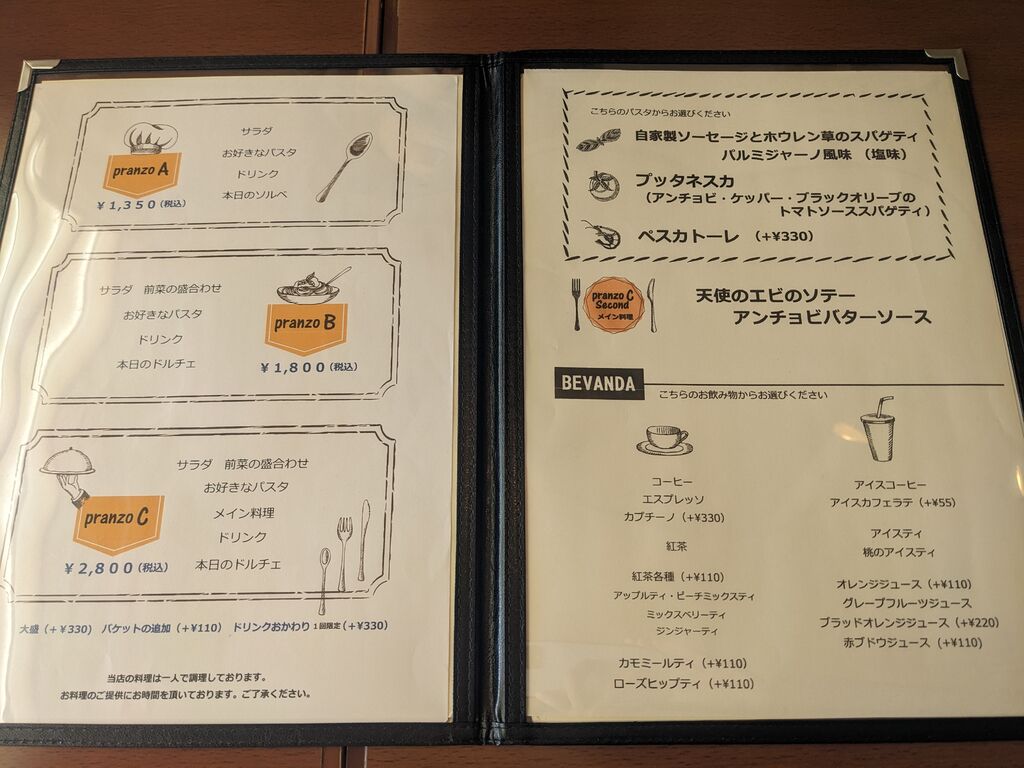 pranzo A
¥1,350(税込)
サラダ
お好きなパスタ
ドリンク
本日のソルベ
サラダ　前菜の盛合わせ
お好きなパスタ
ドリンク
本日のドルチェ
pranzo B
¥1,800(税込)
pranzo C
¥2,800(税込)
サラダ　前菜の盛合わせ
お好きなパスタ
メイン料理
ドリンク
本日のドルチェ
大盛(+¥330)　バケットの追加(+¥110)　ドリンクおかわり1回限定(+¥330)
当店の料理は一人で調理しております。
お料理のご提供にお時間を頂いております。ご了承ください。
こちらのパスタからお選びください
自家製ソーセージとホウレン草のスパゲティ
パルミジャーノ風味　(塩味)
プッタネスカ
(アンチョビ・ケッパー・ブラックオリーブの
トマトソーススパゲティ)
ペスカトーレ　(+¥330)
pranzo C
Second
メイン料理
天使のエビのソテー
アンチョビバターソース
BEVANDA
こちらのお飲み物からお選びください
コーヒー
エスプレッソ
カプチーノ(+¥330)
紅茶
紅茶各種(+¥110)
アップルティ・ピーチミックスティ
ミックスベリーティ
ジンジャーティ
カモミールティ(+¥110)
ローズヒップティ(+¥110)
アイスコーヒー
アイスカフェラテ(+¥55)
アイスティ
桃のアイスティ
オレンジジュース(+¥110)
グレープフルーツジュース
ブラッドオレンジジュース(+¥220)
赤ブドウジュース(+¥110)